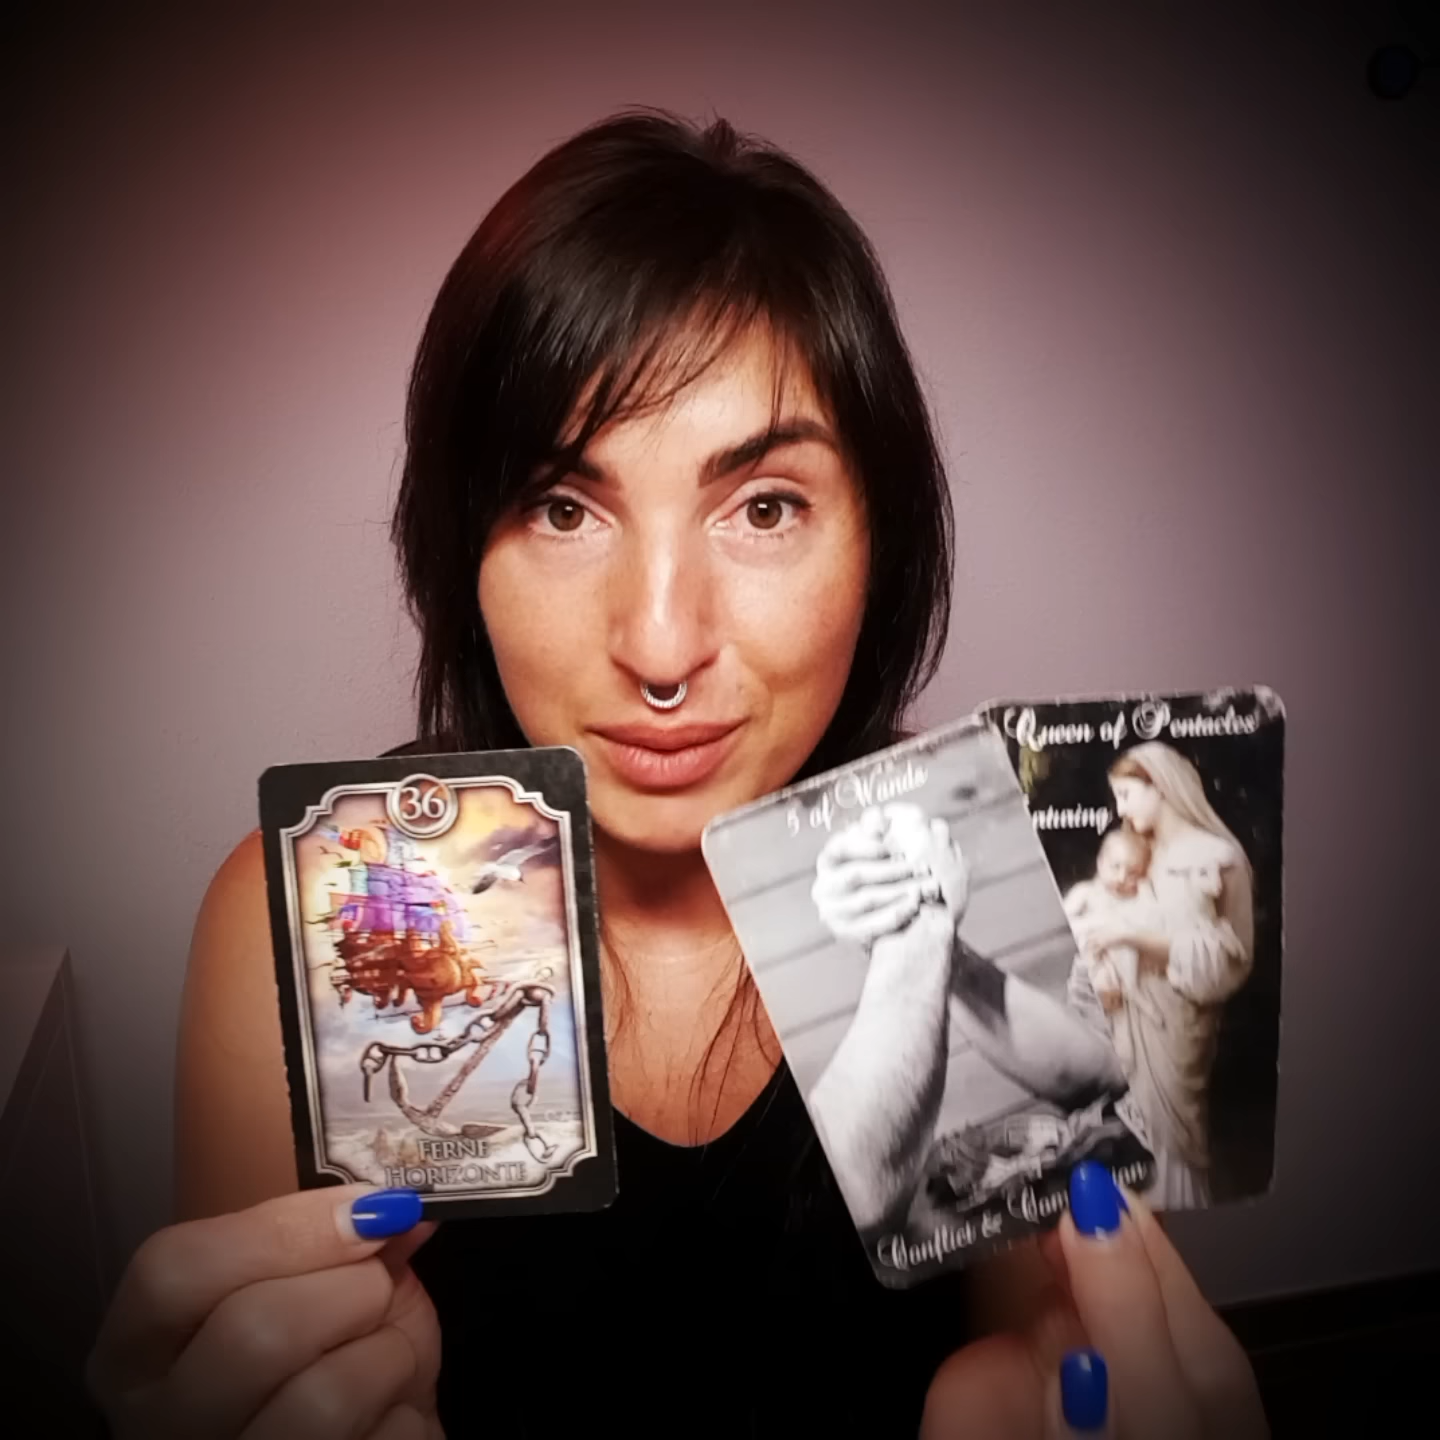 36
FERNE
HORIZONTE
5 of Wands
Conflict &
Queen of Pentacles